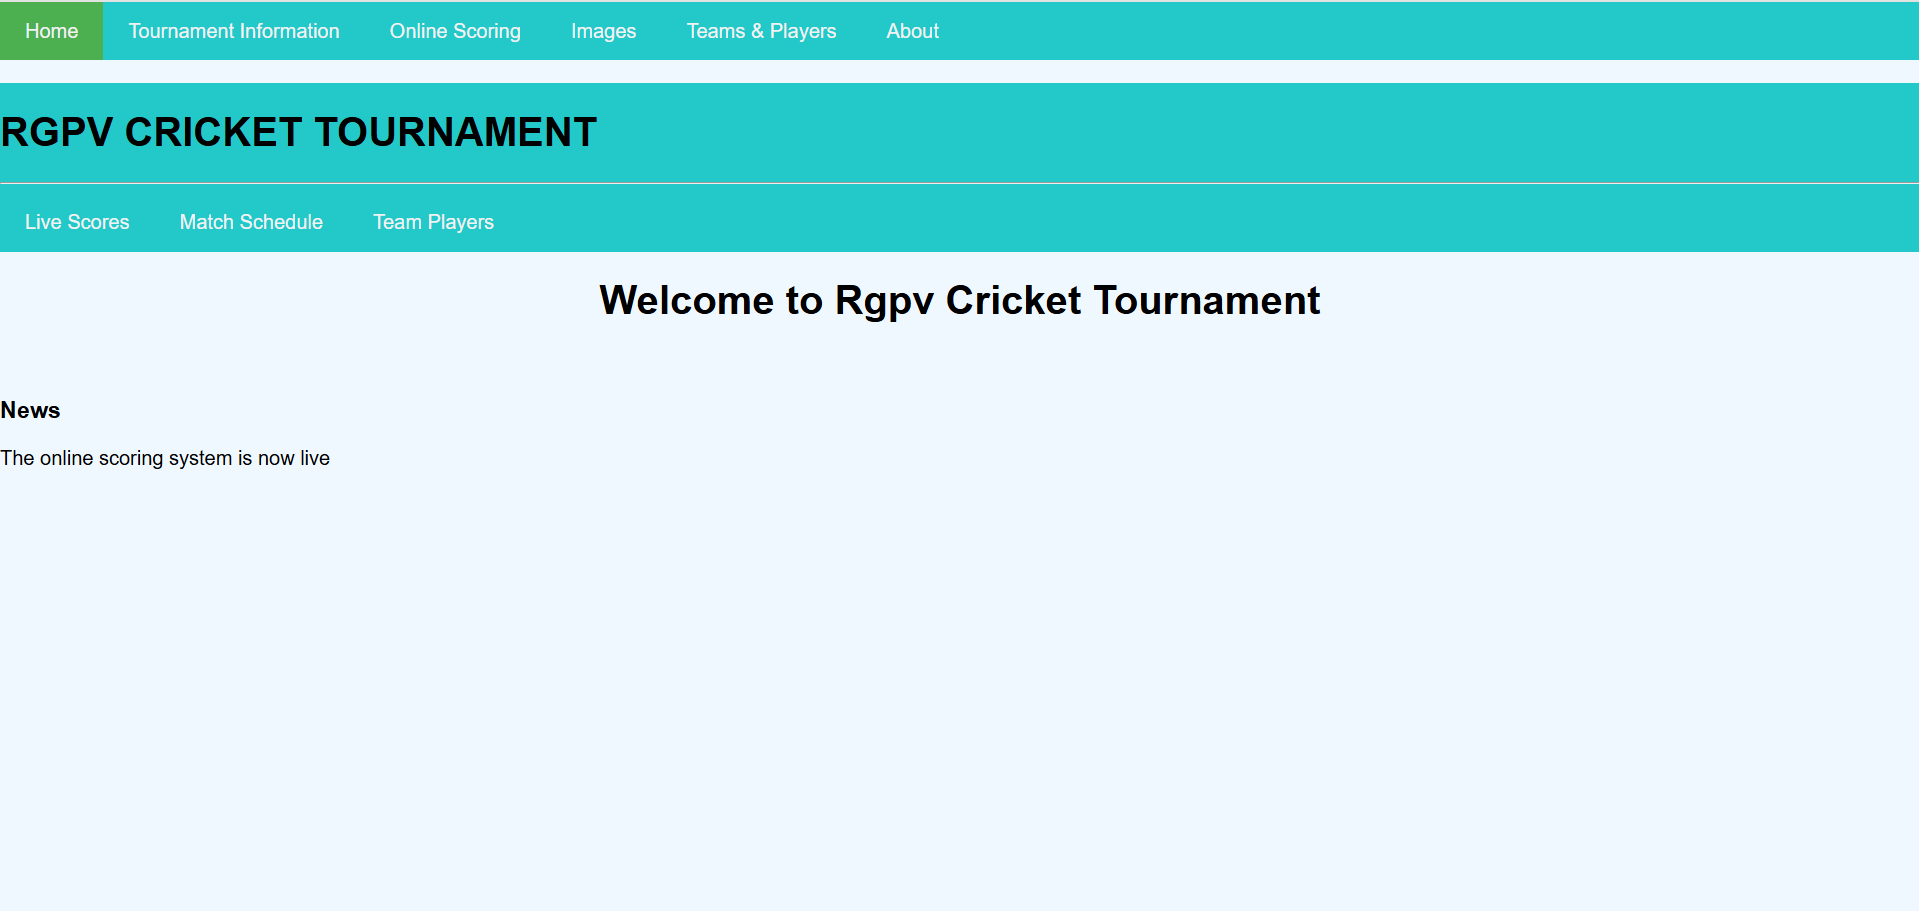 Home Tournament Information Online Scoring Images Teams & Players About
RGPV CRICKET TOURNAMENT
Live Scores Match Schedule Team Players
Welcome to Rgpv Cricket Tournament
News
The online scoring system is now live